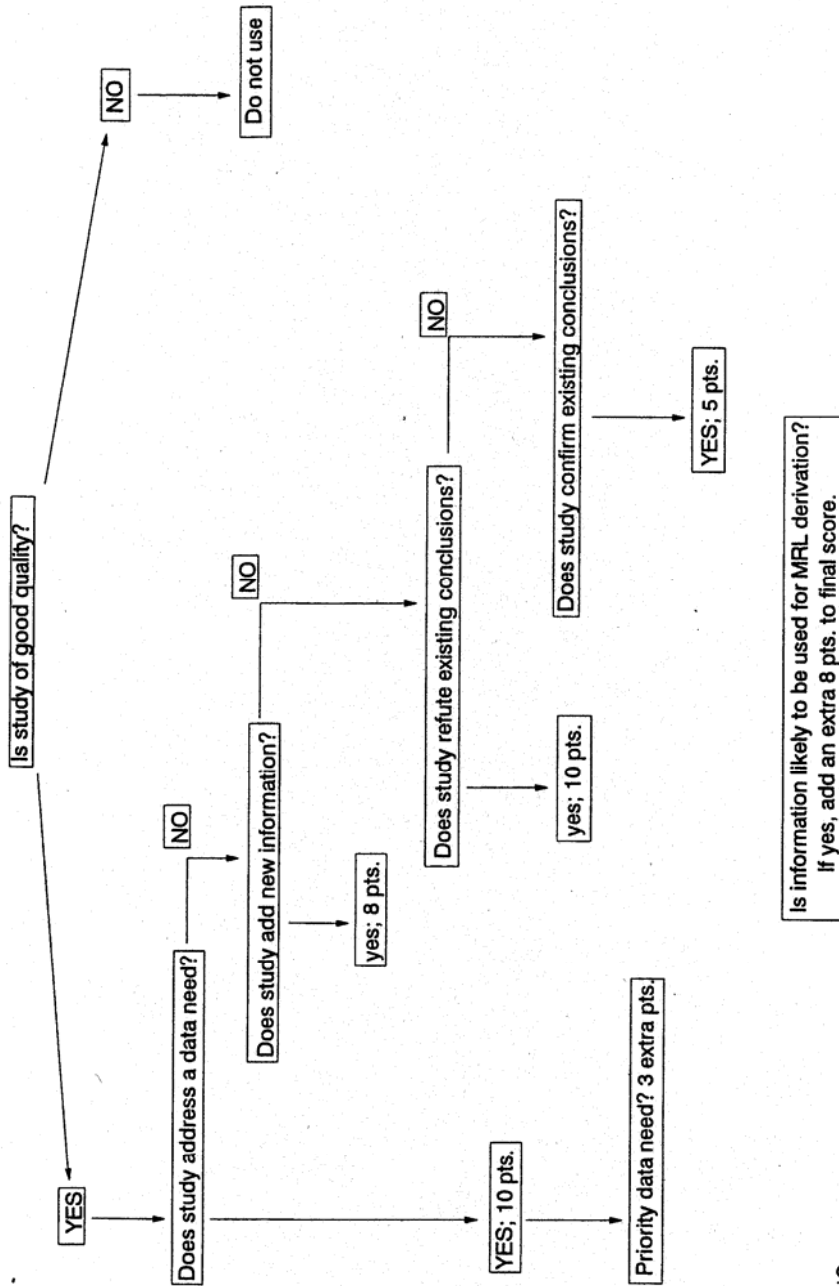 Is study of good quality?
YES
NO
Do not use
Does study address a data need?
NO
Does study add new information?
NO
yes; 8 pts.
Does study refute existing conclusions?
NO
YES; 10 pts.
yes; 10 pts.
Does study confirm existing conclusions?
Priority data need? 3 extra pts.
YES; 5 pts.
Is information likely to be used for MRL derivation?
If yes, add an extra 8 pts. to final score.